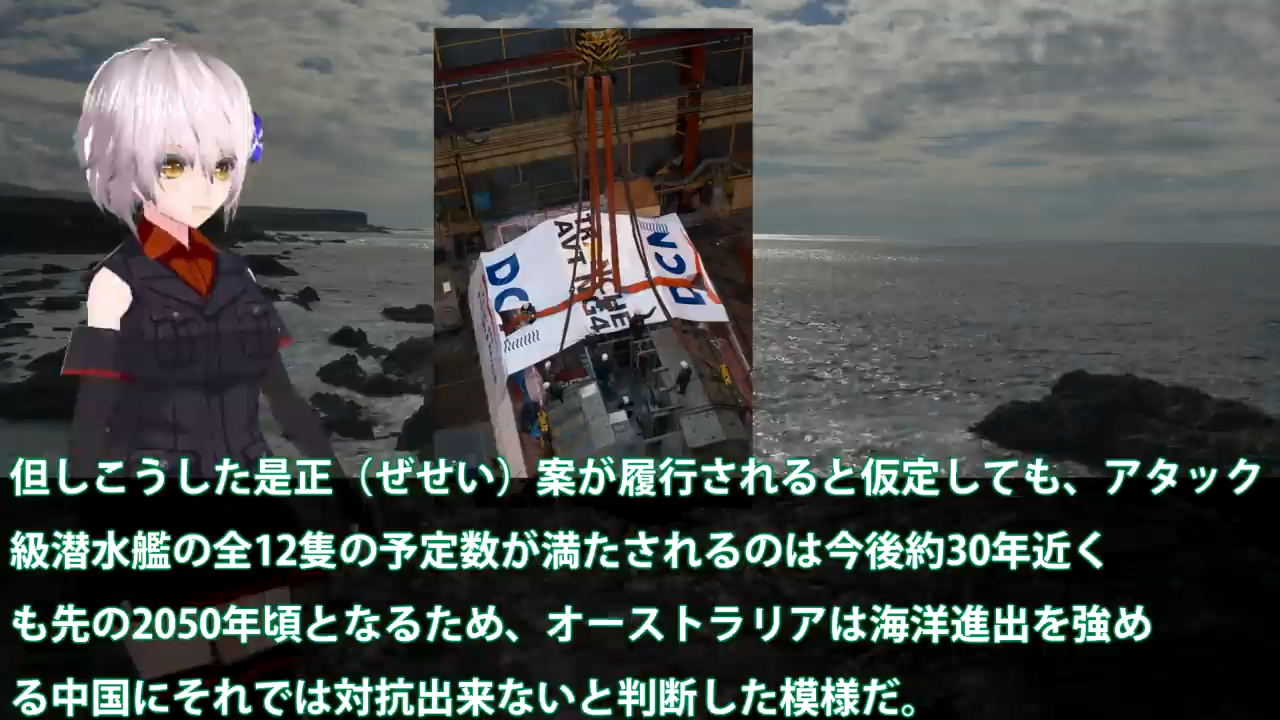 DCN
但しこうした是正（ぜせい）案が履行されると仮定しても、アタック
級潜水艦の全12隻の予定数が満たされるのは今後約30年近く
も先の2050年頃となるため、オーストラリアは海洋進出を強め
る中国にそれでは対抗出来ないと判断した模様だ。